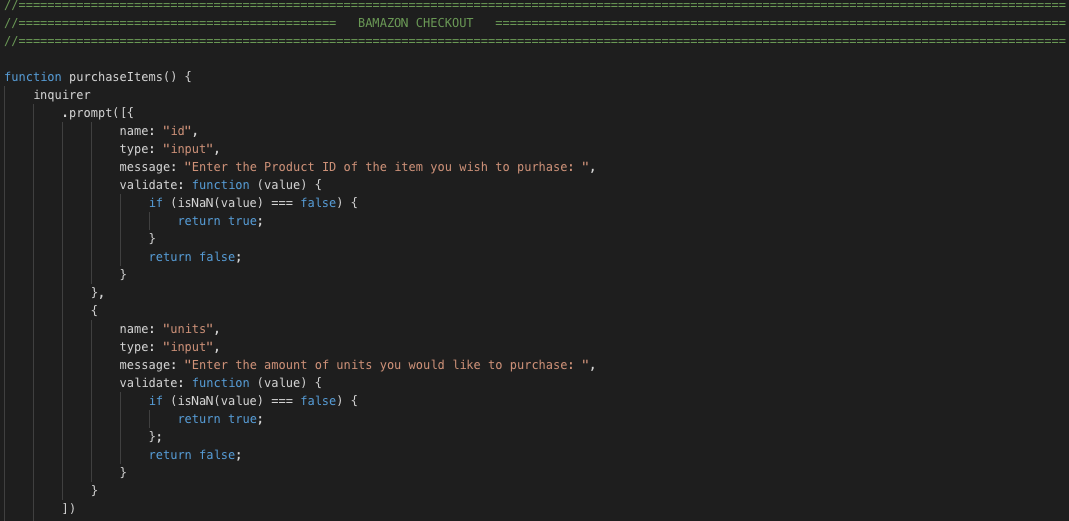 //=================================================================================================================================================
//============================================   BAMAZON CHECKOUT   ===============================================================================
//=================================================================================================================================================
function purchaseItems() {
    inquirer
        .prompt([{
                name: "id",
                type: "input",
                message: "Enter the Product ID of the item you wish to purhase: ",
                validate: function (value) {
                    if (isNaN(value) === false) {
                        return true;
                    }
                    return false;
                }
            },
            {
                name: "units",
                type: "input",
                message: "Enter the amount of units you would like to purchase: ",
                validate: function (value) {
                    if (isNaN(value) === false) {
                        return true;
                    };
                    return false;
                }
            }
        ])